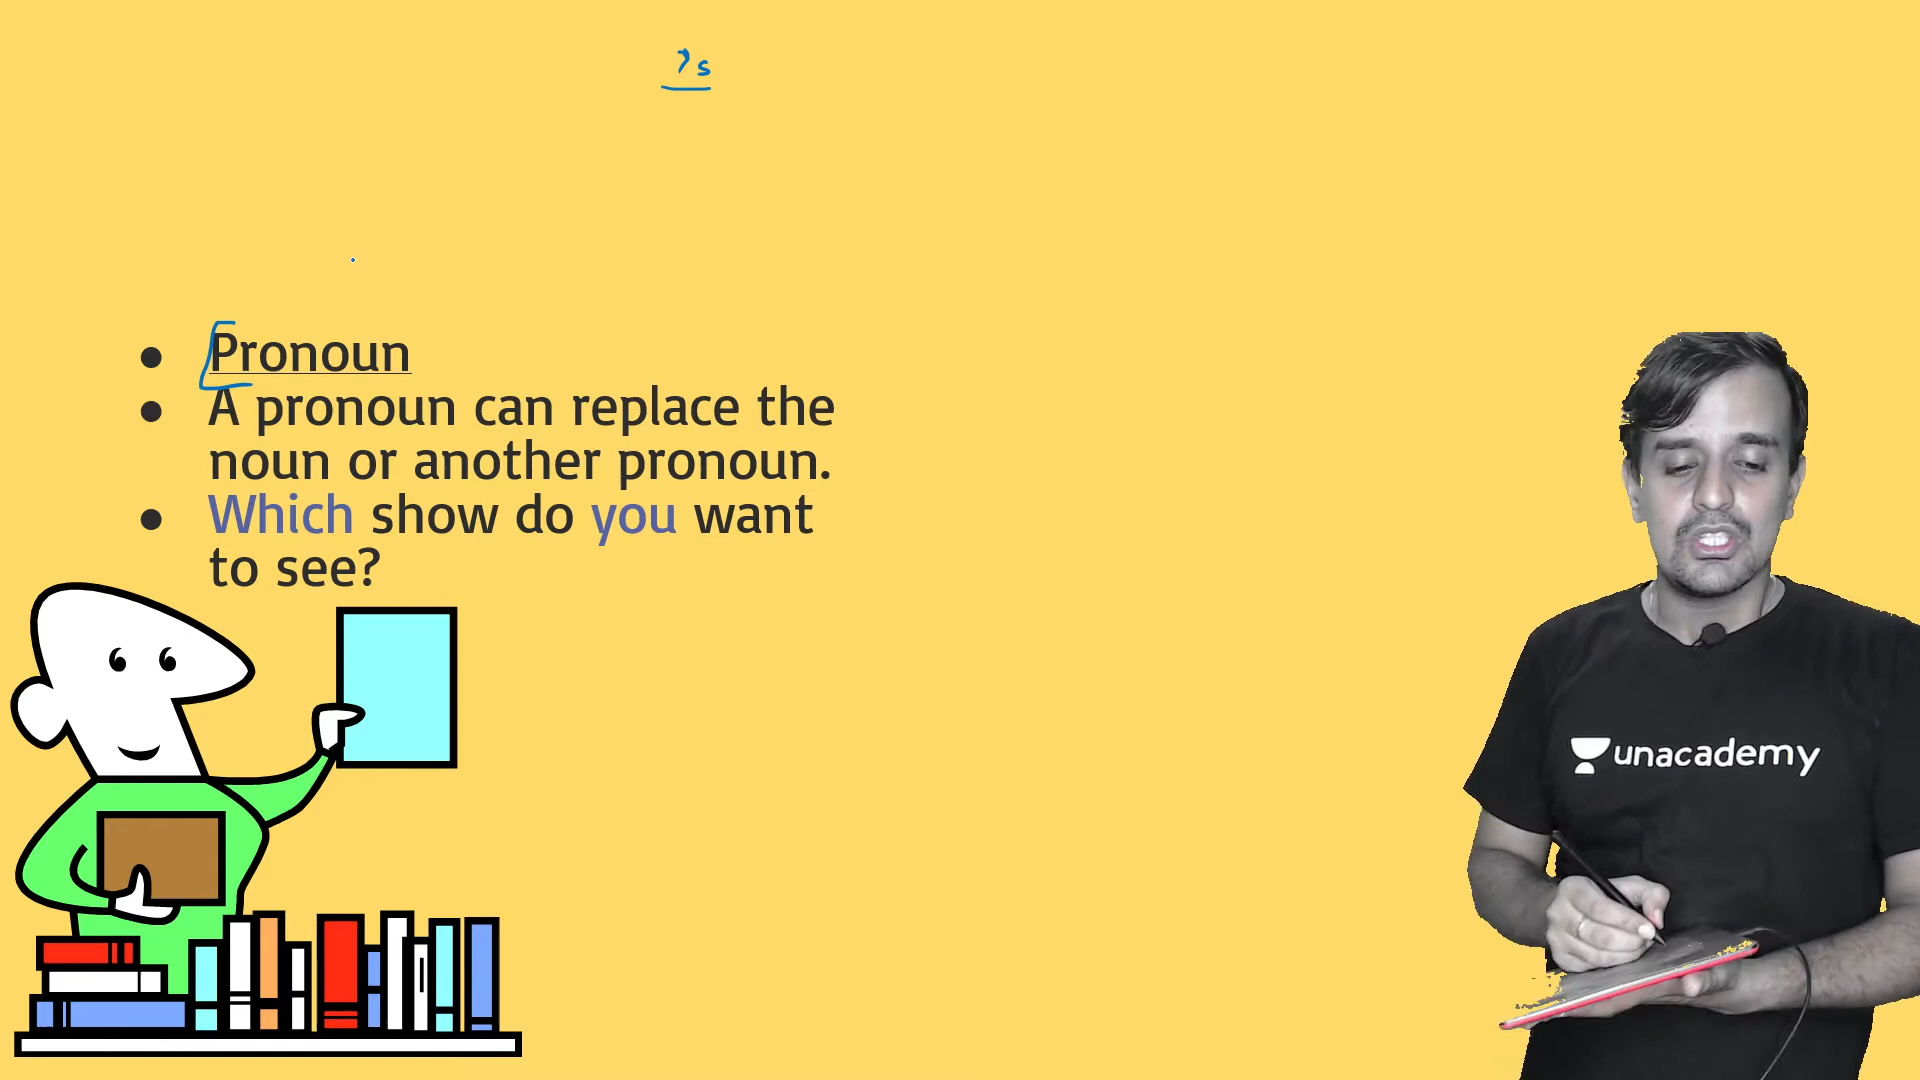 's
Pronoun
A pronoun can replace the
noun or another pronoun.
Which show do you want
to see?
unacademy